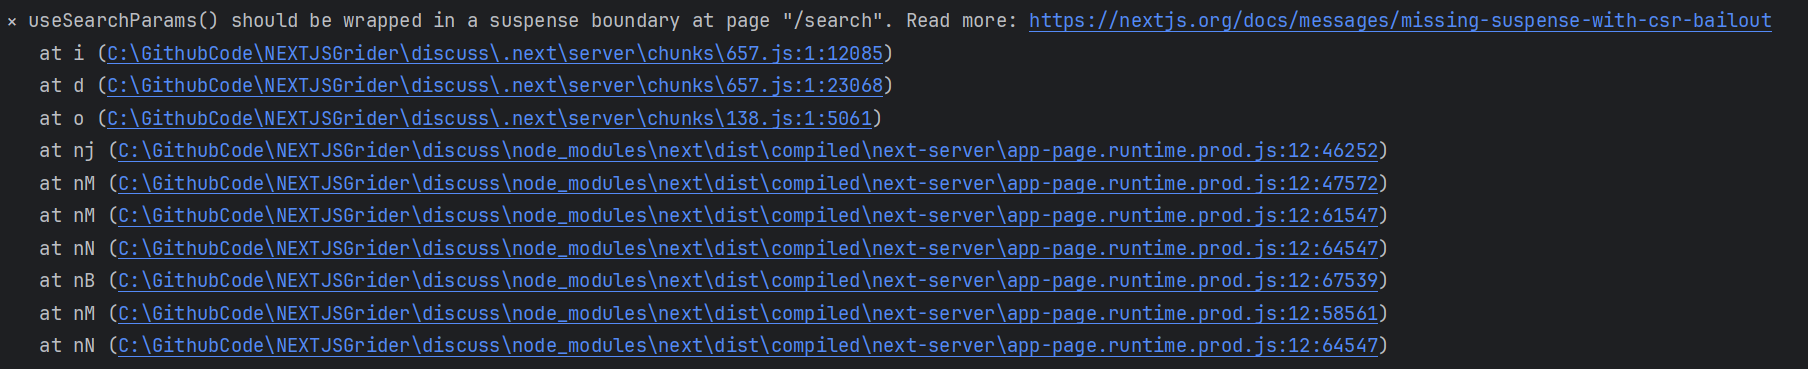 × useSearchParams() should be wrapped in a suspense boundary at page "/search". Read more: https://nextjs.org/docs/messages/missing-suspense-with-csr-bailout
at i (C:\GithubCode\NEXTJSGrider\discuss\.next\server\chunks\657.js:1:12085)
at d (C:\GithubCode\NEXTJSGrider\discuss\.next\server\chunks\657.js:1:23068)
at o (C:\GithubCode\NEXTJSGrider\discuss\.next\server\chunks\138.js:1:5061)
at nj (C:\GithubCode\NEXTJSGrider\discuss\node_modules\next\dist\compiled\next-server\app-page.runtime.prod.js:12:46252)
at nM (C:\GithubCode\NEXTJSGrider\discuss\node_modules\next\dist\compiled\next-server\app-page.runtime.prod.js:12:47572)
at nM (C:\GithubCode\NEXTJSGrider\discuss\node_modules\next\dist\compiled\next-server\app-page.runtime.prod.js:12:61547)
at nN (C:\GithubCode\NEXTJSGrider\discuss\node_modules\next\dist\compiled\next-server\app-page.runtime.prod.js:12:64547)
at nB (C:\GithubCode\NEXTJSGrider\discuss\node_modules\next\dist\compiled\next-server\app-page.runtime.prod.js:12:67539)
at nM (C:\GithubCode\NEXTJSGrider\discuss\node_modules\next\dist\compiled\next-server\app-page.runtime.prod.js:12:58561)
at nN (C:\GithubCode\NEXTJSGrider\discuss\node_modules\next\dist\compiled\next-server\app-page.runtime.prod.js:12:64547)